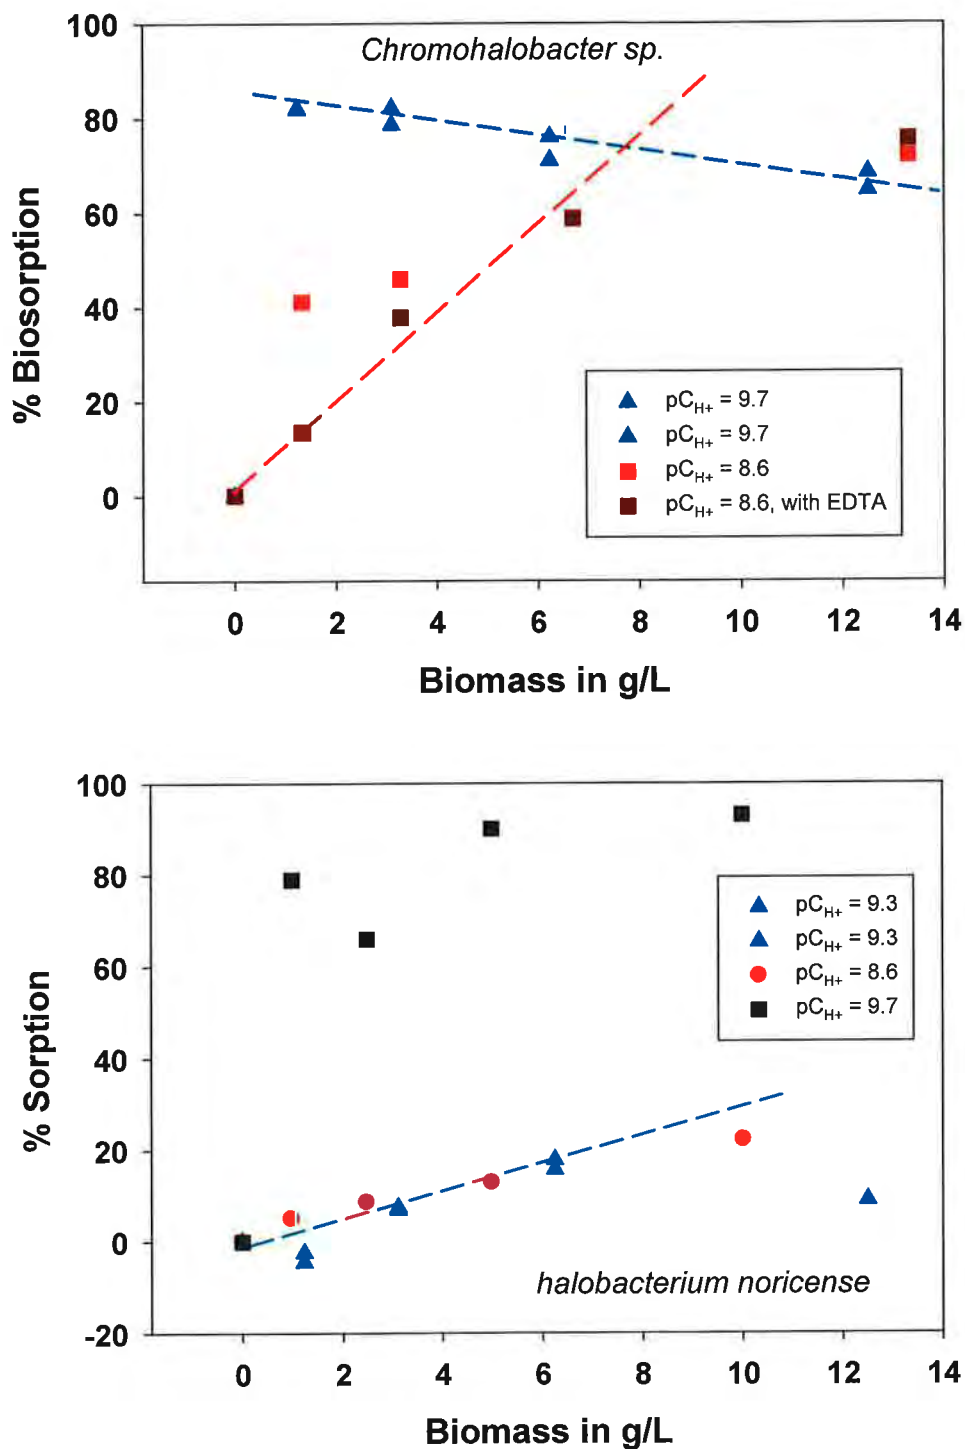 Chromohalobacter sp.
% Biosorption
100
80
60
40
20
0
pCH+ = 9.7
pCH+ = 9.7
pCH+ = 8.6
pCH+ = 8.6, with EDTA
0 2 4 6 8 10 12 14
Biomass in g/L
% Sorption
100
80
60
40
20
0
-20
pCH+ = 9.3
pCH+ = 9.3
pCH+ = 8.6
pCH+ = 9.7
halobacterium noricense
0 2 4 6 8 10 12 14
Biomass in g/L